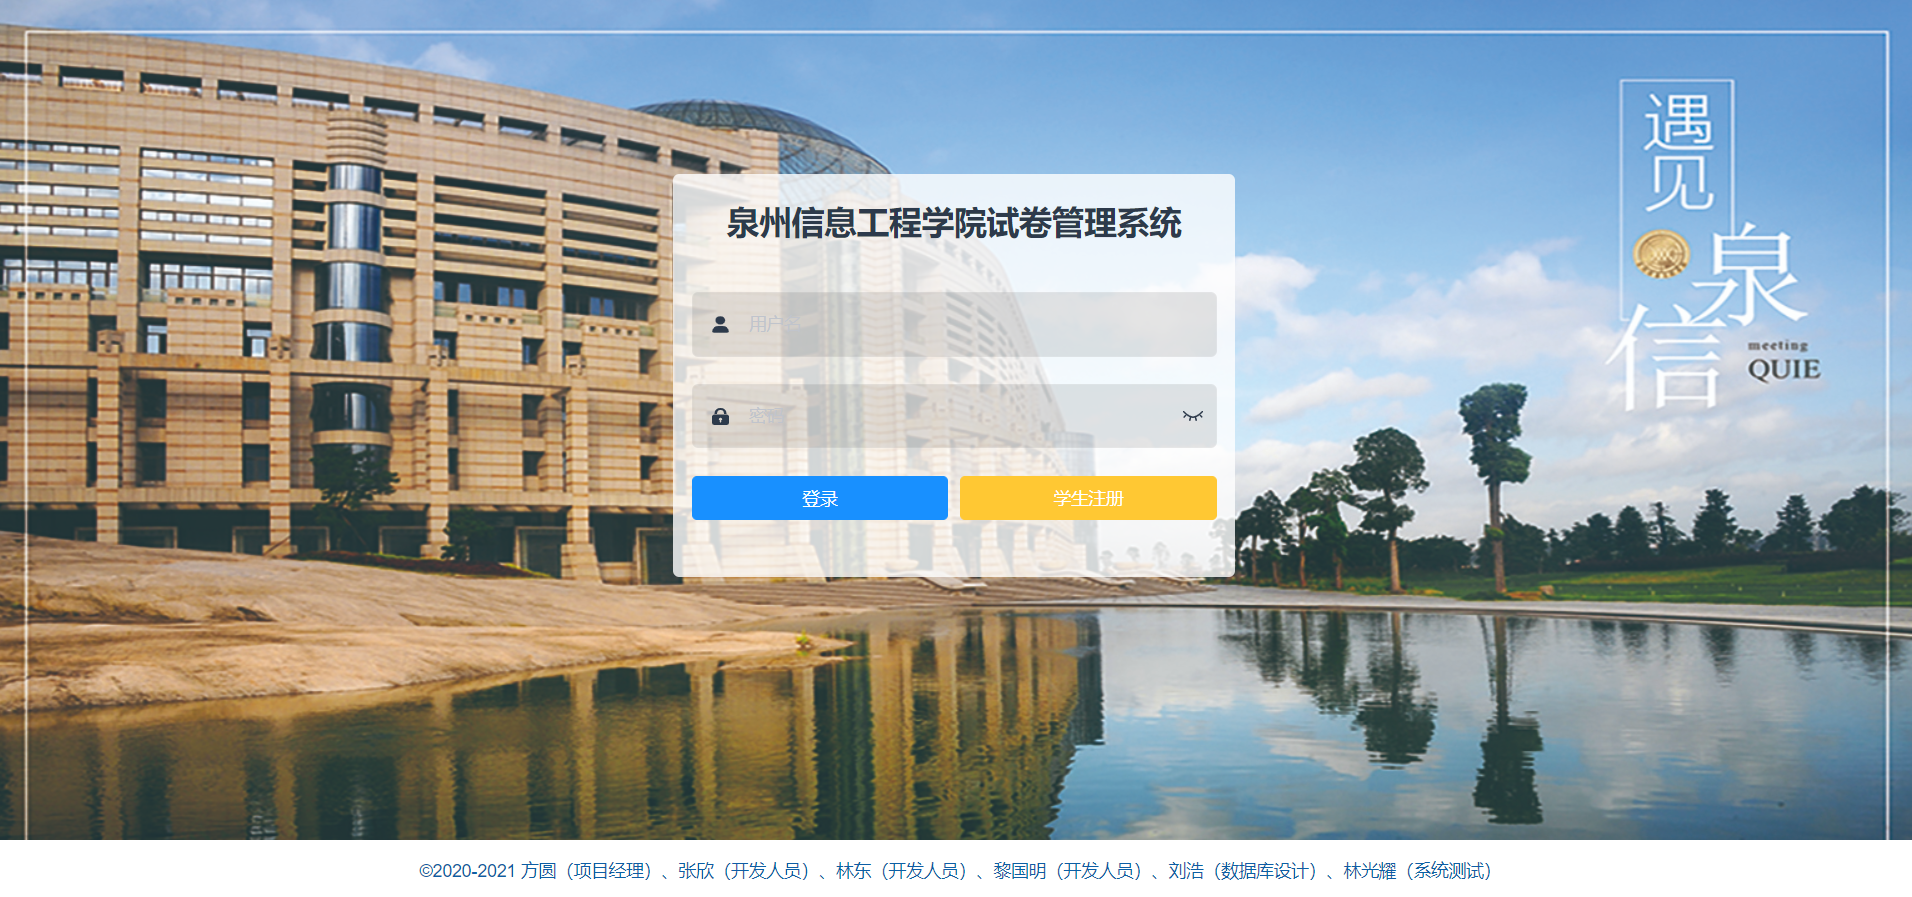 遇见
泉信
meeting
QUIE
泉州信息工程学院试卷管理系统
用户名
密码
登录
学生注册
©2020-2021 方圆（项目经理）、张欣（开发人员）、林东（开发人员）、黎国明（开发人员）、刘浩（数据库设计）、林光耀（系统测试）